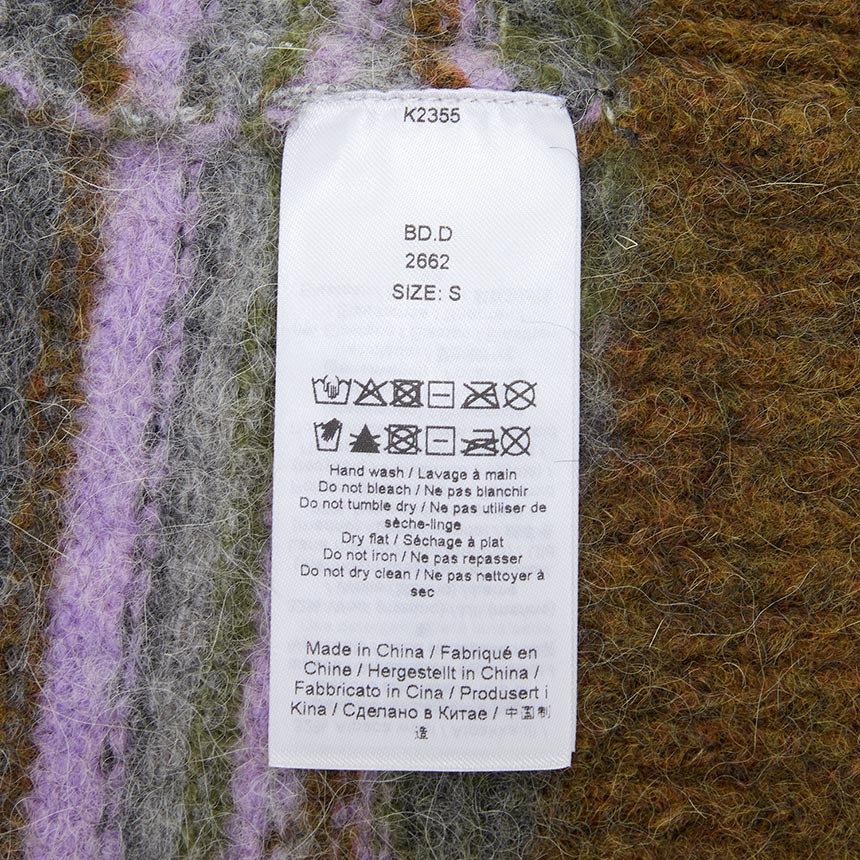 K2355
BD.D
2662
SIZE: S
Hand wash / Lavage à main
Do not bleach / Ne pas blanchir
Do not tumble dry / Ne pas utiliser de
sèche-linge
Dry flat / Séchage à plat
Do not iron / Ne pas repasser
Do not dry clean / Ne pas nettoyer à
sec
Made in China / Fabriqué en
Chine / Hergestellt in China /
Fabbricato in Cina / Produsert i
Kina / Сделано в Китае / 中国制
造